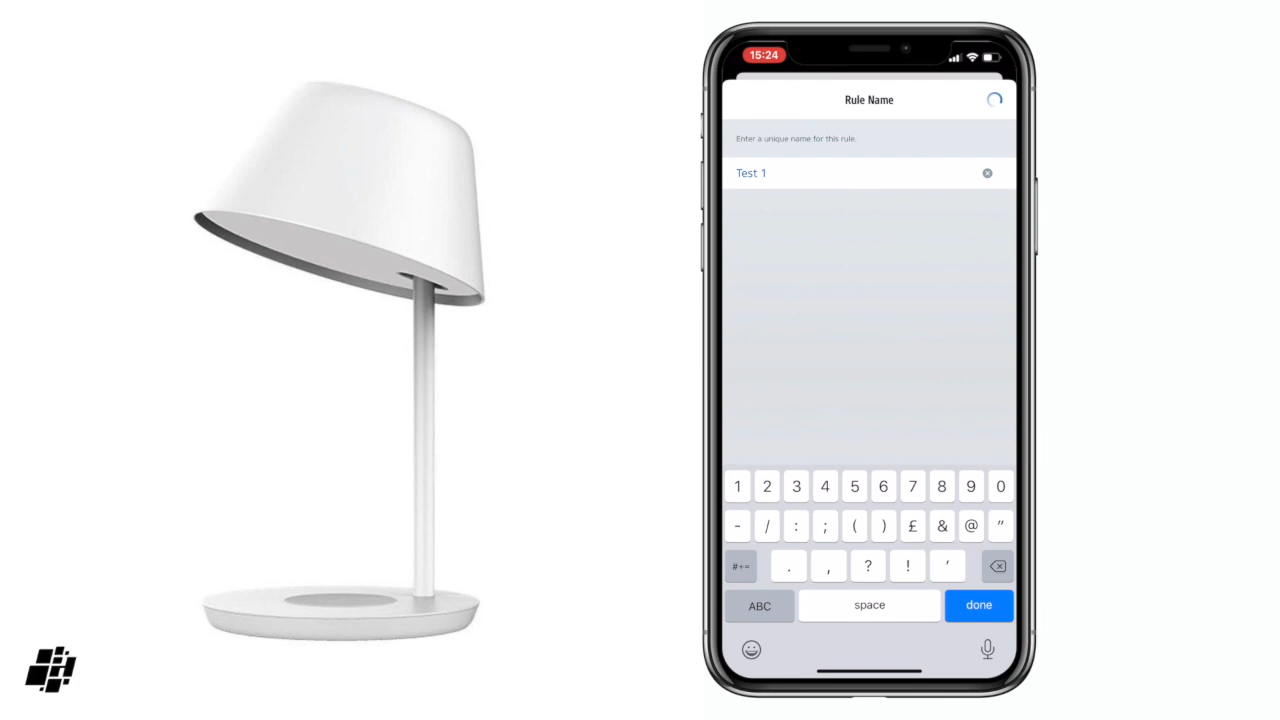 15:24
Rule Name
Enter a unique name for this rule.
Test 1
1 2 3 4 5 6 7 8 9 0
- / : ; ( ) £ & @ "
#+= . , ? ! '
ABC space done